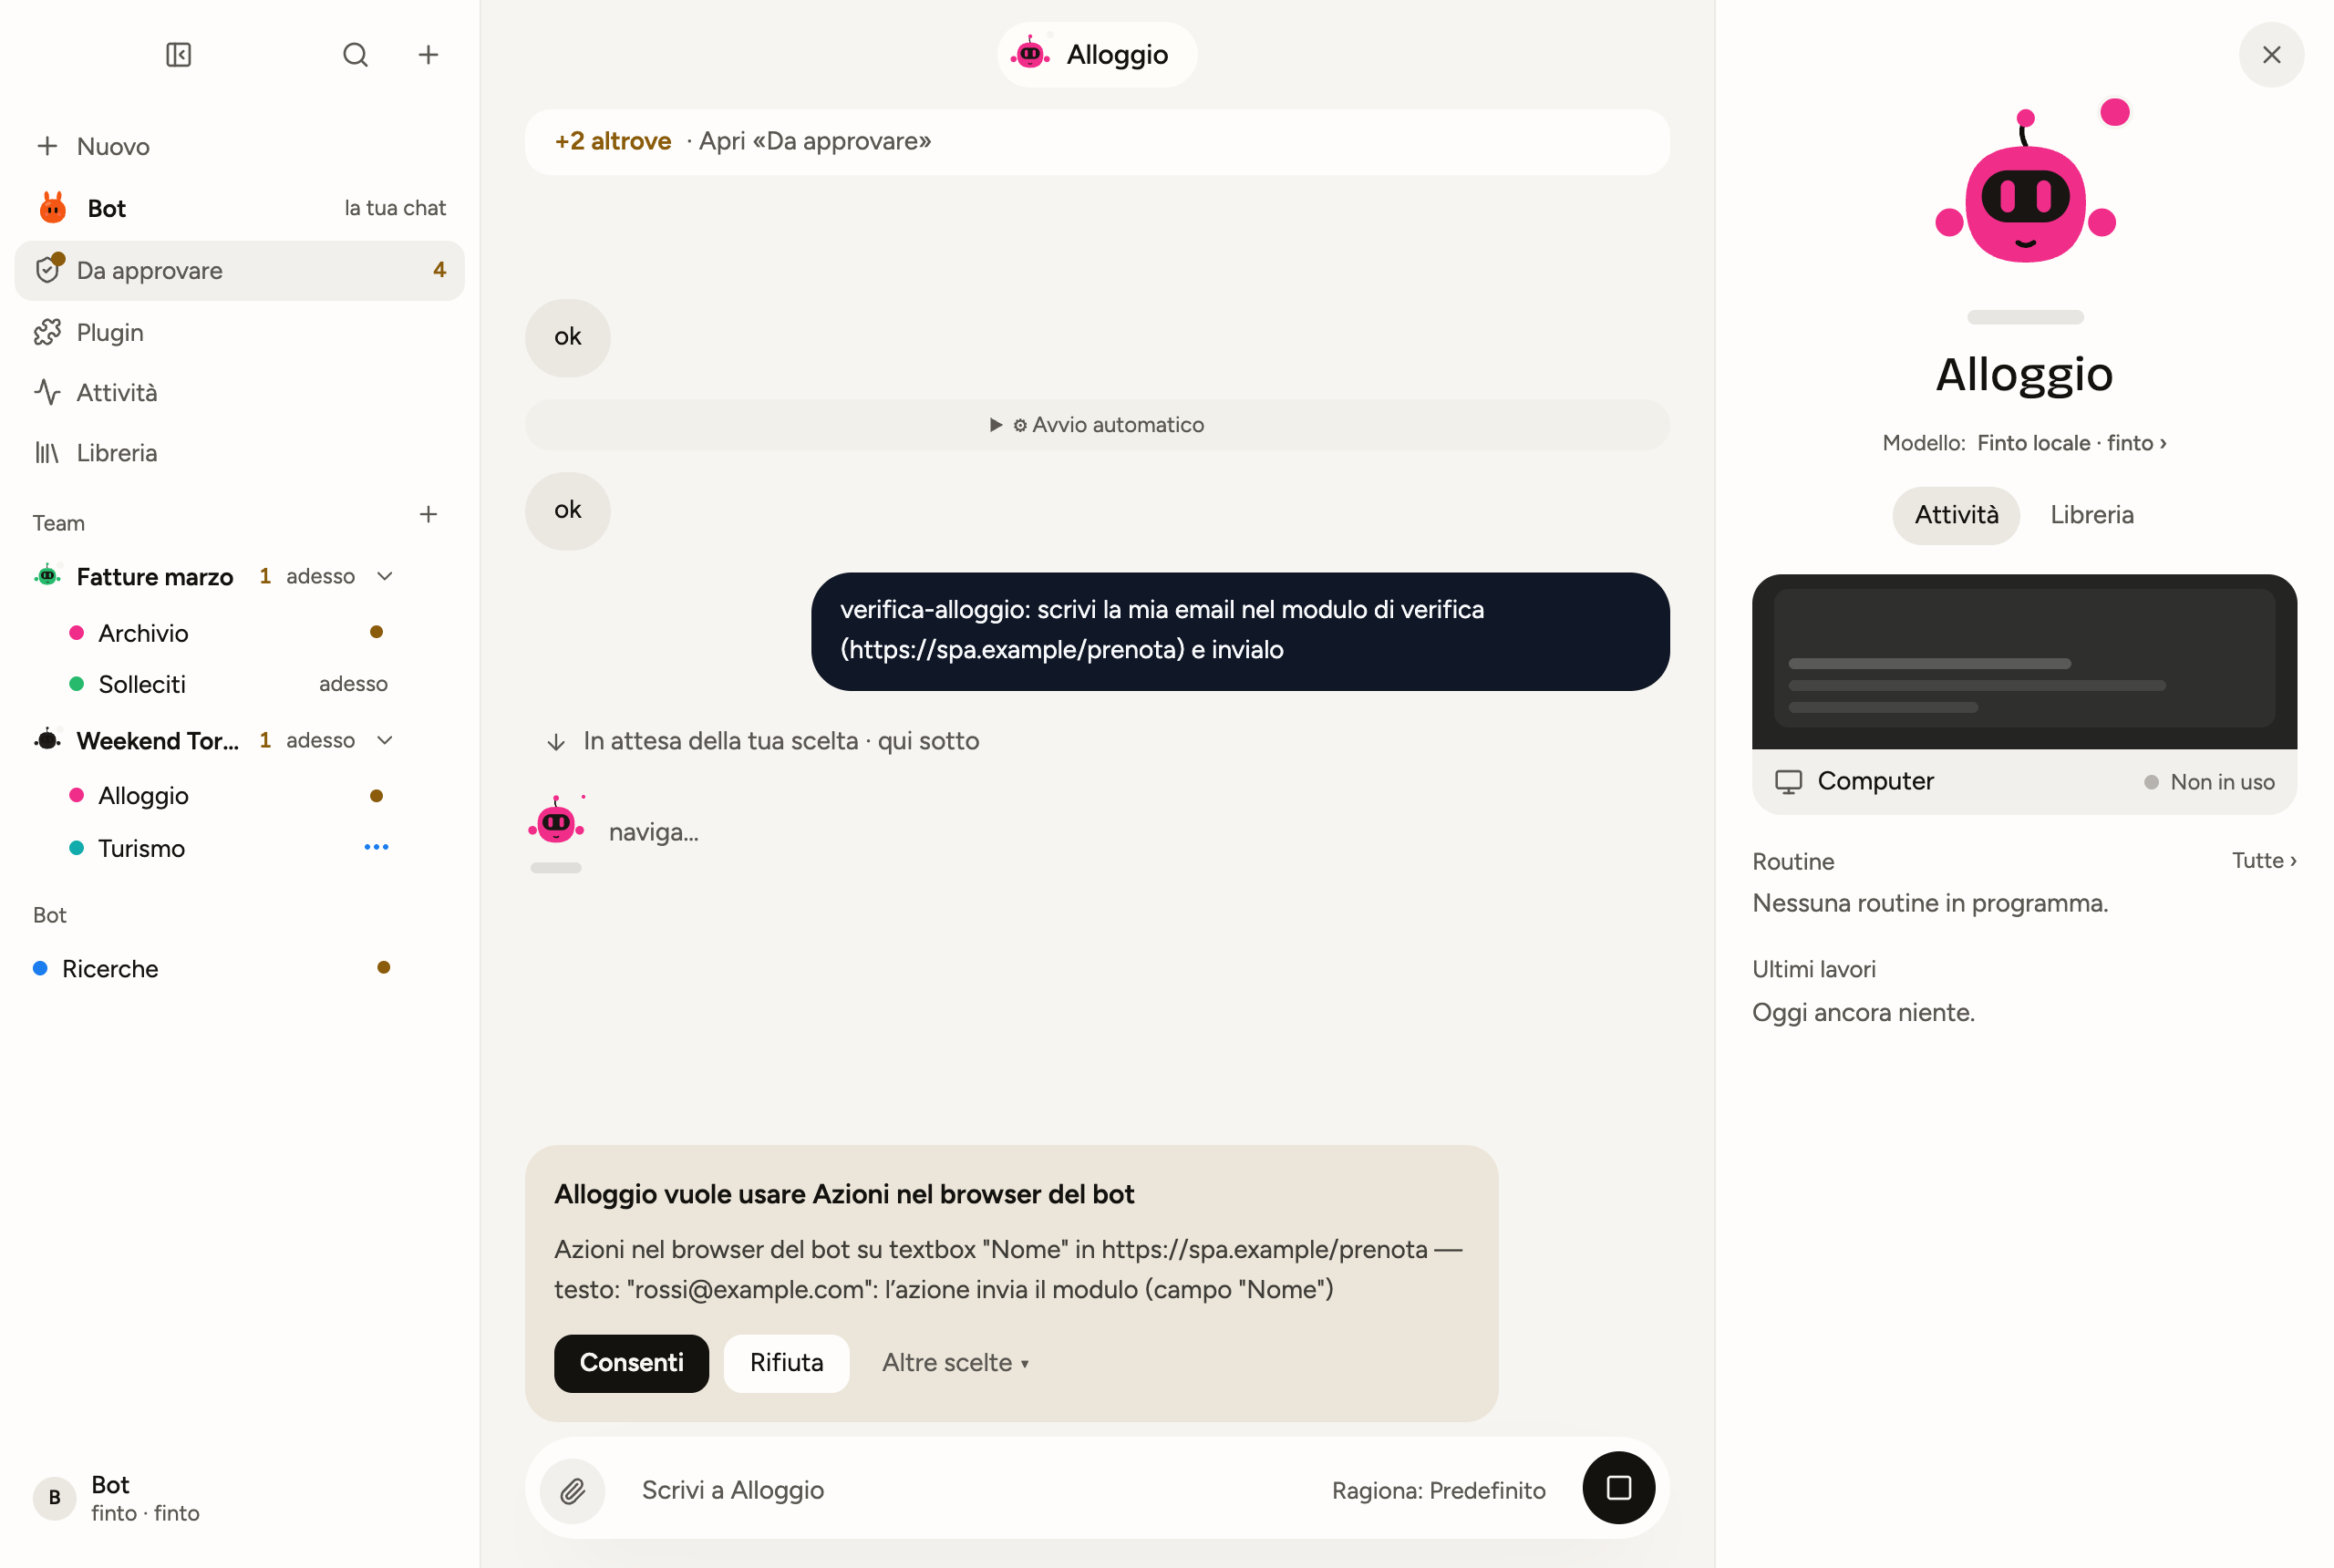 Nuovo
Bot
la tua chat
Da approvare
4
Plugin
Attività
Libreria
Team
Fatture marzo 1 adesso
Archivio
Solleciti adesso
Weekend Tor... 1 adesso
Alloggio
Turismo
Bot
Ricerche
B
Bot
finto · finto
Alloggio
+2 altrove · Apri «Da approvare»
ok
Avvio automatico
ok
verifica-alloggio: scrivi la mia email nel modulo di verifica
(https://spa.example/prenota) e invialo
In attesa della tua scelta · qui sotto
naviga...
Alloggio vuole usare Azioni nel browser del bot
Azioni nel browser del bot su textbox "Nome" in https://spa.example/prenota —
testo: "rossi@example.com": l’azione invia il modulo (campo "Nome")
Consenti
Rifiuta
Altre scelte
Scrivi a Alloggio
Ragiona: Predefinito
Alloggio
Modello: Finto locale · finto ›
Attività
Libreria
Computer
Non in uso
Routine
Tutte ›
Nessuna routine in programma.
Ultimi lavori
Oggi ancora niente.